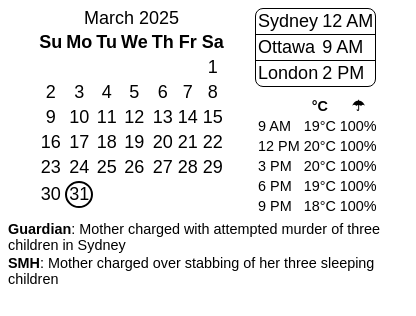 March 2025
Su Mo Tu We Th Fr Sa
1
2 3 4 5 6 7 8
9 10 11 12 13 14 15
16 17 18 19 20 21 22
23 24 25 26 27 28 29
30 31
Sydney 12 AM
Ottawa 9 AM
London 2 PM
°C ☂
9 AM 19°C 100%
12 PM 20°C 100%
3 PM 20°C 100%
6 PM 19°C 100%
9 PM 18°C 100%
Guardian: Mother charged with attempted murder of three
children in Sydney
SMH: Mother charged over stabbing of her three sleeping
children